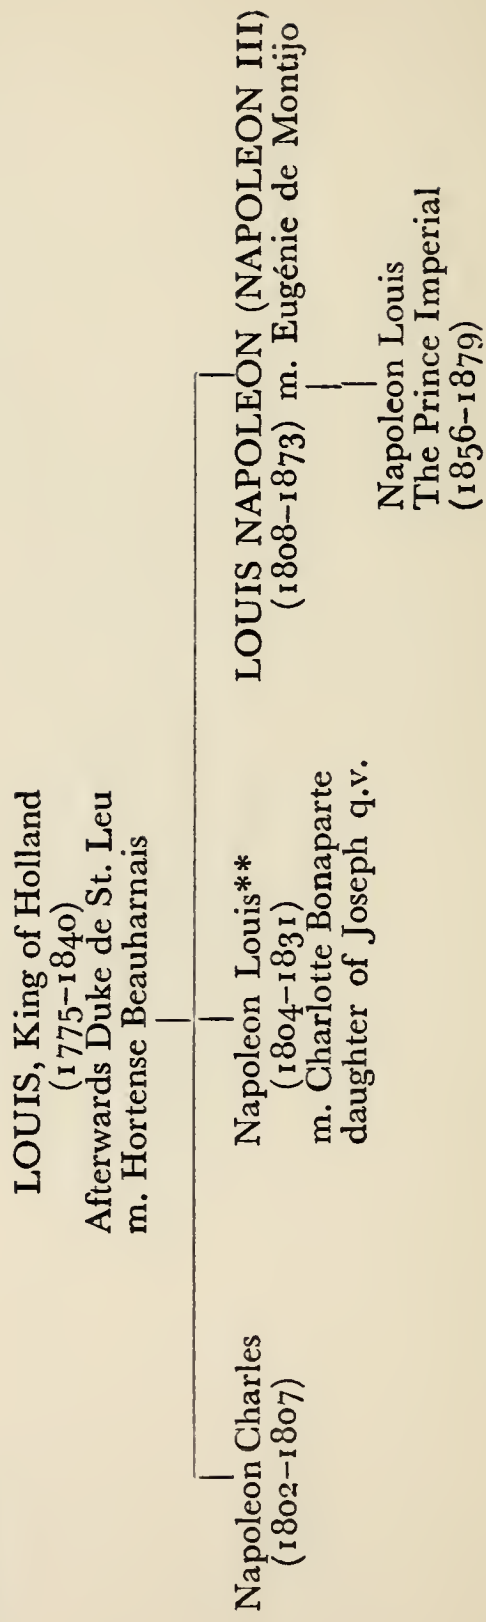 LOUIS, King of Holland
(1775–1840)
Afterwards Duke de St. Leu
m. Hortense Beauharnais
Napoleon Charles
(1802–1807)
Napoleon Louis**
(1804–1831)
m. Charlotte Bonaparte
daughter of Joseph q.v.
LOUIS NAPOLEON (NAPOLEON III)
(1808–1873) m. Eugénie de Montijo
Napoleon Louis
The Prince Imperial
(1856–1879)